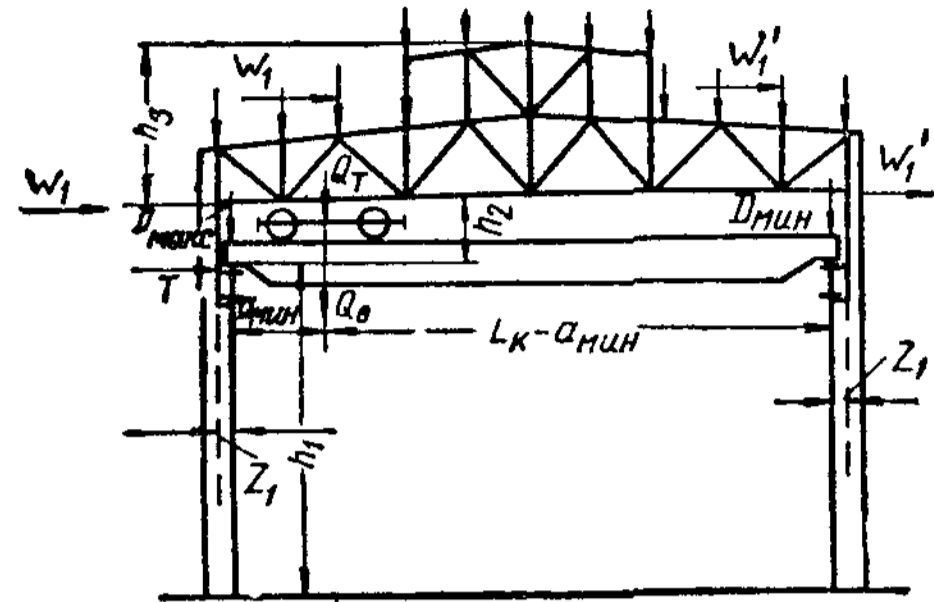 W₁
W₁'
h₃
Qт
W₁
W₁'
Dмакс
h₂
Dмин
T
aмин
Qв
Lк-aмин
Z₁
h₁
Z₁